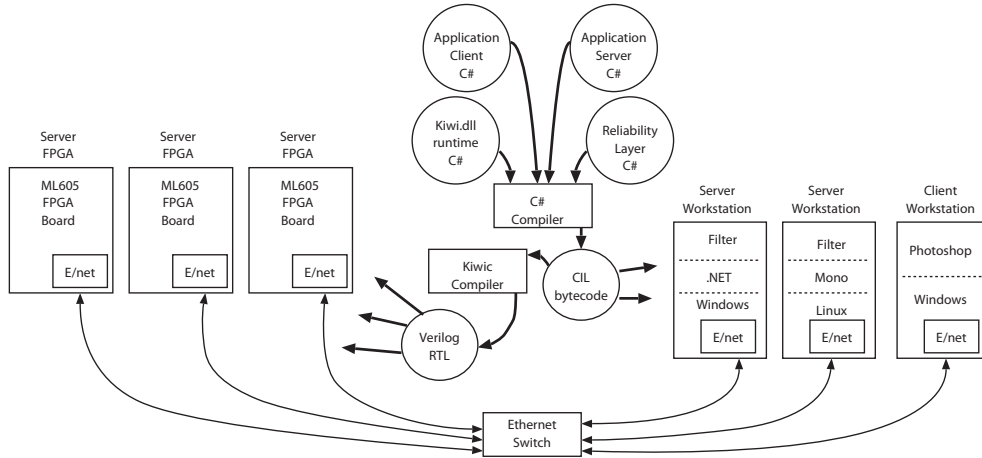 Application
Client
C#
Application
Server
C#
Kiwi.dll
runtime
C#
Reliability
Layer
C#
Server
FPGA
Server
FPGA
Server
FPGA
ML605
FPGA
Board
E/net
ML605
FPGA
Board
E/net
ML605
FPGA
Board
E/net
C#
Compiler
Kiwic
Compiler
CIL
bytecode
Verilog
RTL
Server
Workstation
Filter
.NET
Windows
E/net
Server
Workstation
Filter
Mono
Linux
E/net
Client
Workstation
Photoshop
Windows
E/net
Ethernet
Switch